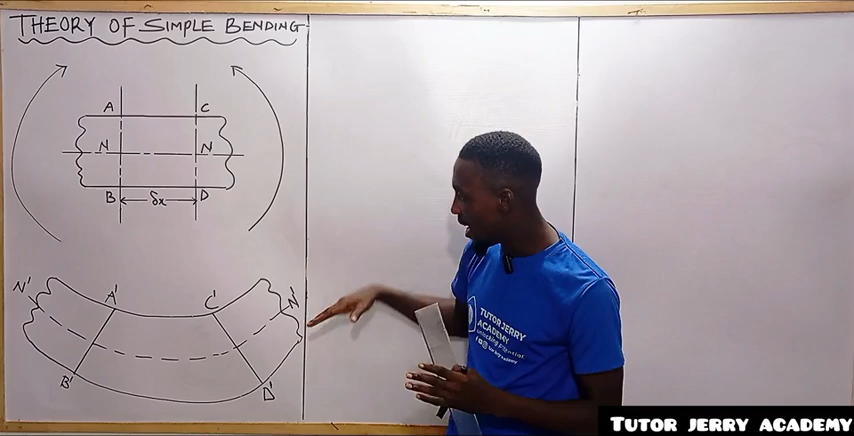 THEORY OF SIMPLE BENDING
A C
N N
B δx D
N' A' C' N'
B' D'
TUTOR JERRY
ACADEMY
TUTOR JERRY ACADEMY